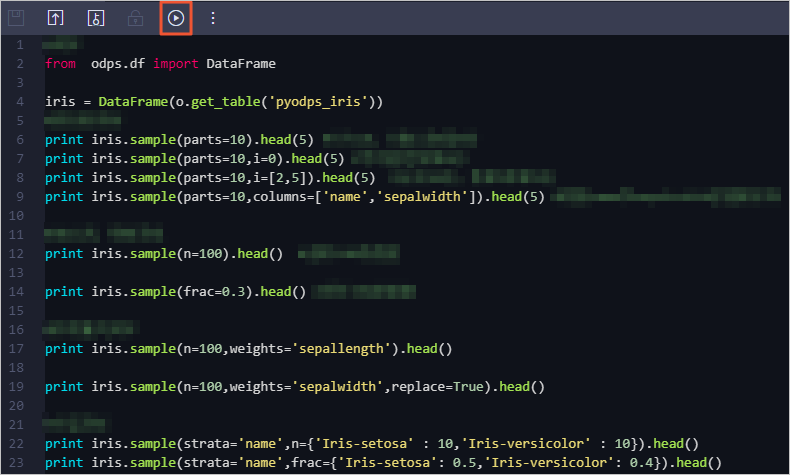 1
2 from odps.df import DataFrame
3
4 iris = DataFrame(o.get_table('pyodps_iris'))
5
6 print iris.sample(parts=10).head(5)
7 print iris.sample(parts=10,i=0).head(5)
8 print iris.sample(parts=10,i=[2,5]).head(5)
9 print iris.sample(parts=10,columns=['name','sepalwidth']).head(5)
10
11
12 print iris.sample(n=100).head()
13
14 print iris.sample(frac=0.3).head()
15
16
17 print iris.sample(n=100,weights='sepallength').head()
18
19 print iris.sample(n=100,weights='sepalwidth',replace=True).head()
20
21
22 print iris.sample(strata='name',n={'Iris-setosa' : 10,'Iris-versicolor' : 10}).head()
23 print iris.sample(strata='name',frac={'Iris-setosa': 0.5,'Iris-versicolor': 0.4}).head()